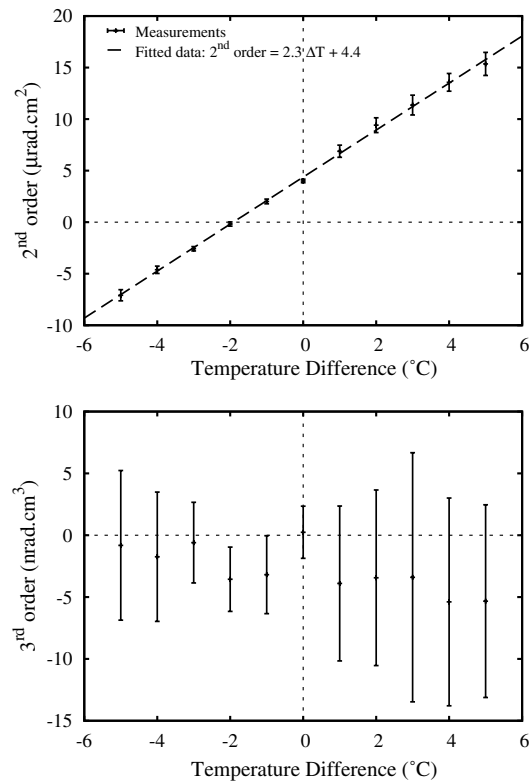 20
15
10
5
0
-5
-10
2nd order (μrad.cm2)
Measurements
Fitted data: 2nd order = 2.3 ΔT + 4.4
-6 -4 -2 0 2 4 6
Temperature Difference (˚C)
10
5
0
-5
-10
-15
3rd order (nrad.cm3)
-6 -4 -2 0 2 4 6
Temperature Difference (˚C)